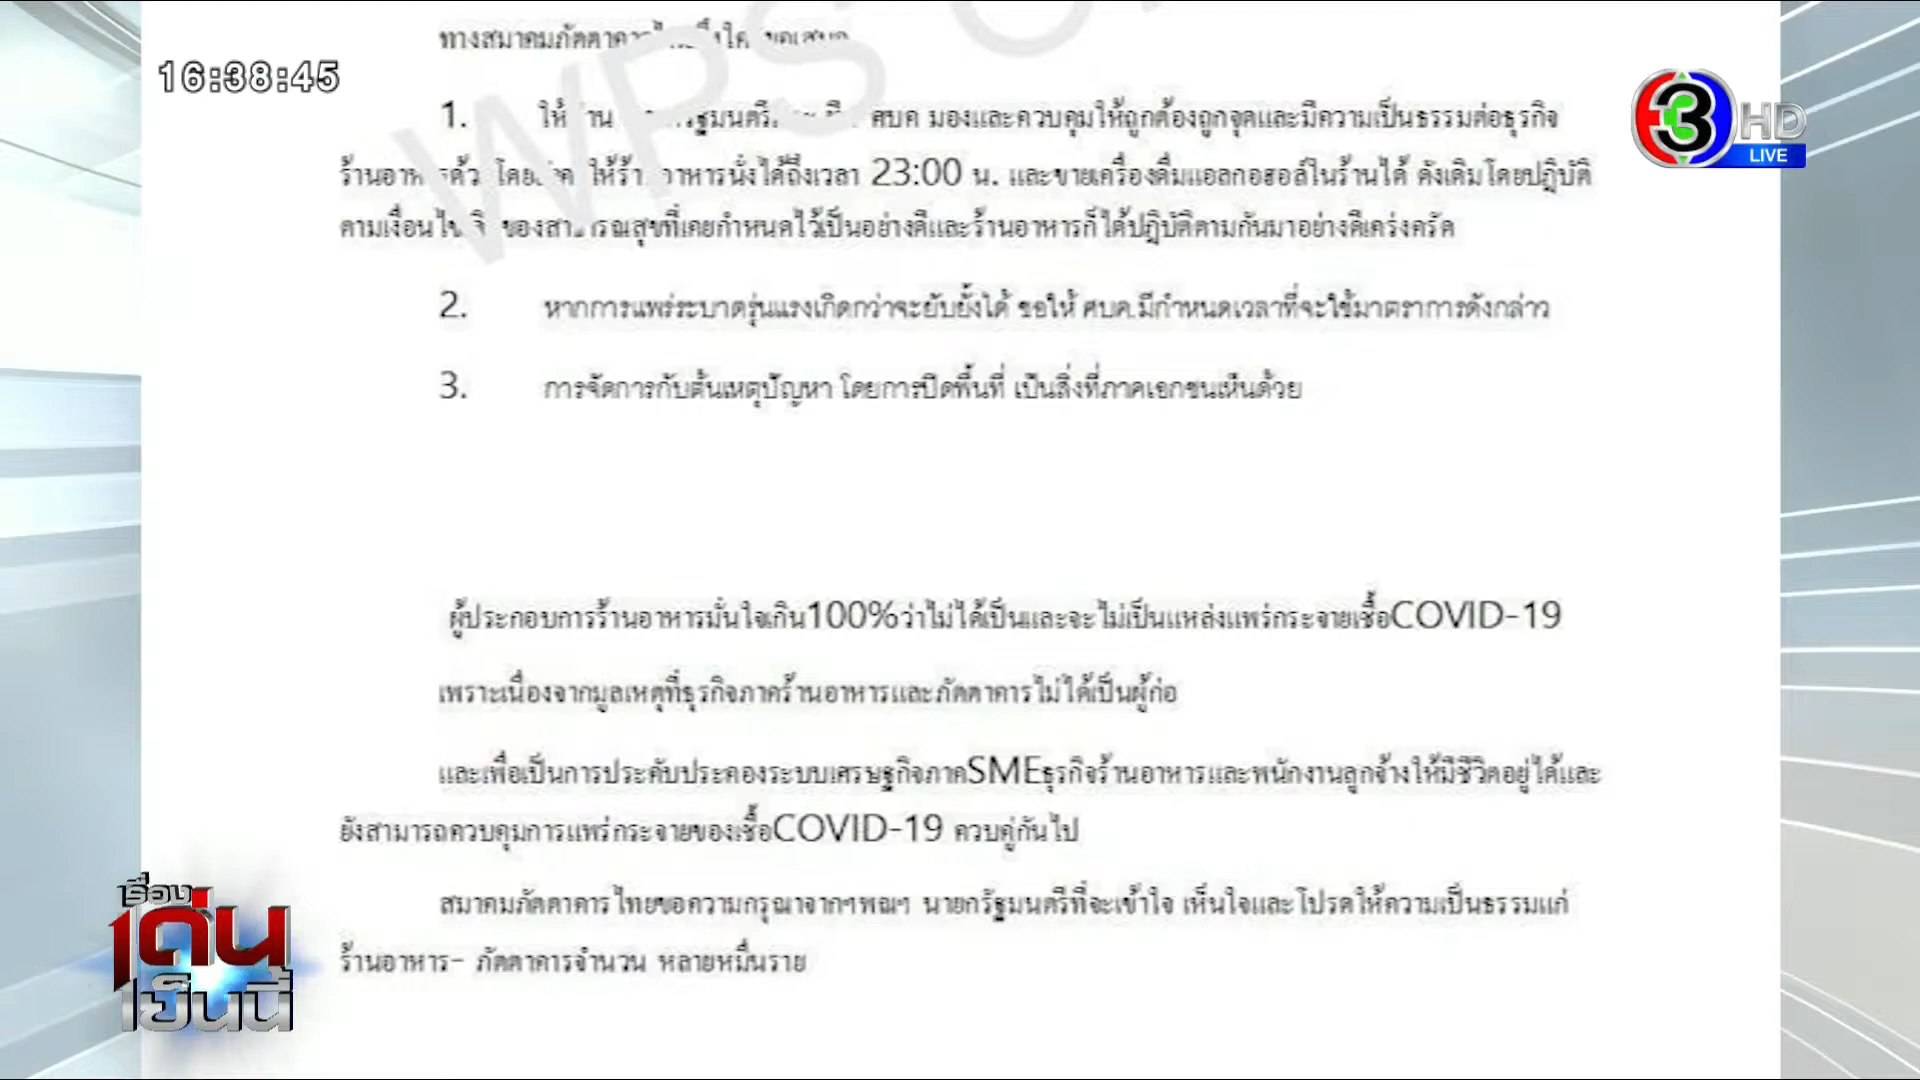 ทางสมาคมภัตตาคาร
16:38:45
3 HD
LIVE
1. ให้ ศบค มองและควบคุมให้ถูกต้องถูกจุดและมีความเป็นธรรมต่อธุรกิจ
ให้ร้านอาหารนั่งได้ถึงเวลา 23:00 น. และขายเครื่องดื่มแอลกอฮอล์ในร้านได้ ดังเดิมโดยปฎิบัติ
ตามเงื่อนไข ของสาธารณสุขที่เคยกำหนดไว้เป็นอย่างดีและร้านอาหารก็ได้ปฎิบัติตามกันมาอย่างดีเคร่งครัด
2. หากการแพร่ระบาดรุ่นแรงเกิดกว่าจะยับยั้งได้ ขอให้ ศบค.มีกำหนดเวลาที่จะใช้มาตราการดังกล่าว
3. การจัดการกับต้นเหตุปัญหา โดยการปิดพื้นที่ เป็นสิ่งที่ภาคเอกชนเห็นด้วย
ผู้ประกอบการร้านอาหารมั่นใจเกิน100%ว่าไม่ได้เป็นและจะไม่เป็นแหล่งแพร่กระจายเชื้อCOVID-19
เพราะเนื่องจากมูลเหตุที่ธุรกิจภาคร้านอาหารและภัตตาคารไม่ได้เป็นผู้ก่อ
และเพื่อเป็นการประคับประคองระบบเศรษฐกิจภาคSMEธุรกิจร้านอาหารและพนักงานลูกจ้างให้มีชีวิตอยู่ได้และ
ยังสามารถควบคุมการแพร่กระจายของเชื้อCOVID-19 ควบคู่กันไป
สมาคมภัตตาคารไทยขอความกรุณาจากฯพณฯ นายกรัฐมนตรีที่จะเข้าใจ เห็นใจและโปรดให้ความเป็นธรรมแก่
ร้านอาหาร- ภัตตาคารจำนวน หลายหมื่นราย
เรื่อง
เด่น
เย็นนี้
WPS